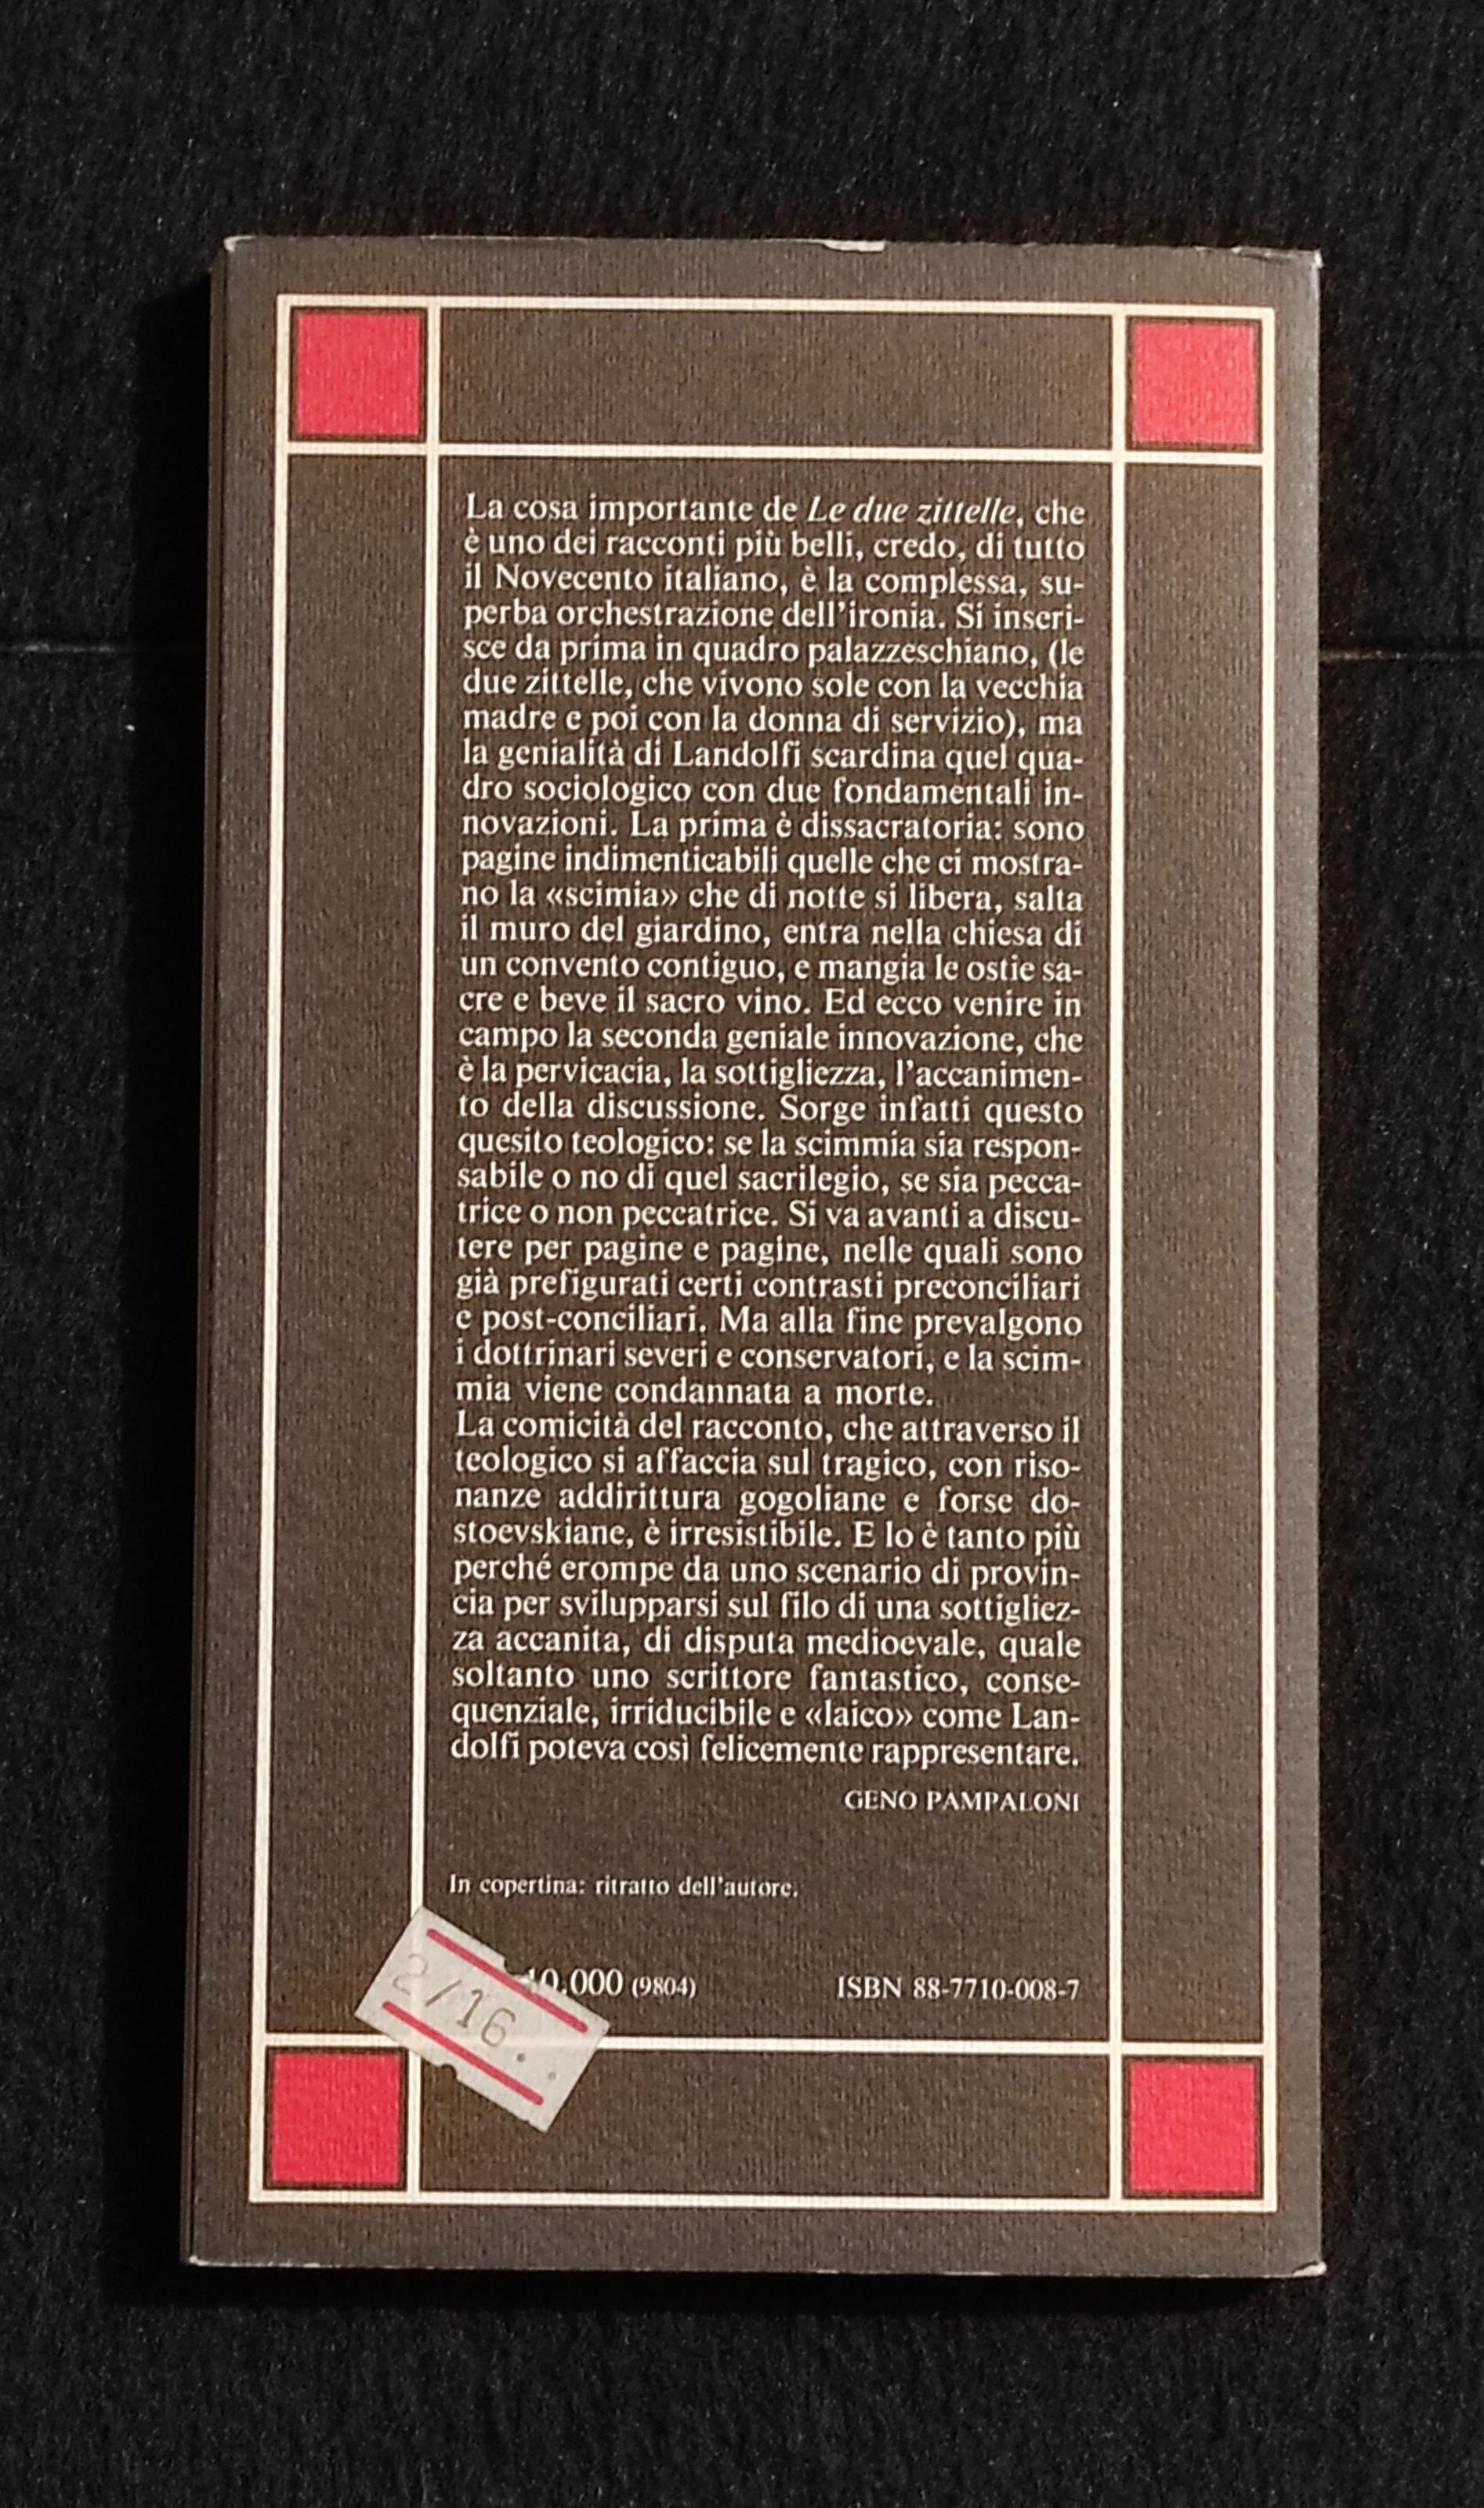 La cosa importante de Le due zittelle, che
è uno dei racconti più belli, credo, di tutto
il Novecento italiano, è la complessa, su-
perba orchestrazione dell'ironia. Si inseri-
sce da prima in quadro palazzeschiano, (le
due zittelle, che vivono sole con la vecchia
madre e poi con la donna di servizio), ma
la genialità di Landolfi scardina quel qua-
dro sociologico con due fondamentali in-
novazioni. La prima è dissacratoria: sono
pagine indimenticabili quelle che ci mostra-
no la «scimia» che di notte si libera, salta
il muro del giardino, entra nella chiesa di
un convento contiguo, e mangia le ostie sa-
cre e beve il sacro vino. Ed ecco venire in
campo la seconda geniale innovazione, che
è la pervicacia, la sottigliezza, l'accanimen-
to della discussione. Sorge infatti questo
quesito teologico: se la scimmia sia respon-
sabile o no di quel sacrilegio, se sia pecca-
trice o non peccatrice. Si va avanti a discu-
tere per pagine e pagine, nelle quali sono
già prefigurati certi contrasti preconciliari
e post-conciliari. Ma alla fine prevalgono
i dottrinari severi e conservatori, e la scim-
mia viene condannata a morte.
La comicità del racconto, che attraverso il
teologico si affaccia sul tragico, con riso-
nanze addirittura gogoliane e forse do-
stoevskiane, è irresistibile. E lo è tanto più
perché erompe da uno scenario di provin-
cia per svilupparsi sul filo di una sottigliez-
za accanita, di disputa medioevale, quale
soltanto uno scrittore fantastico, conse-
quenziale, irriducibile e «laico» come Lan-
dolfi poteva così felicemente rappresentare.
GENO PAMPALONI
In copertina: ritratto dell'autore.
10.000 (9804) ISBN 88-7710-008-7
2/16..